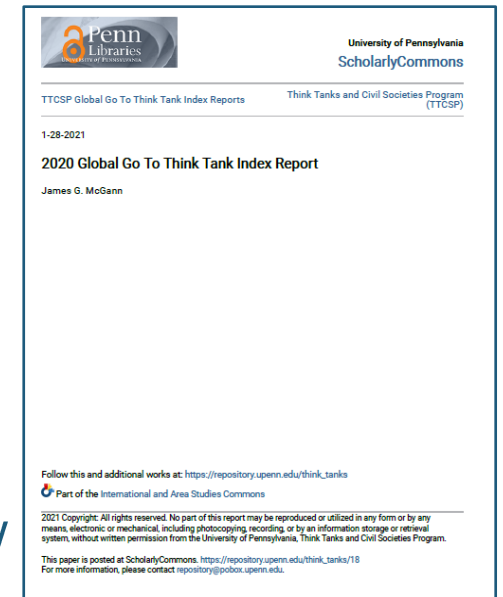 Penn
Libraries
UNIVERSITY OF PENNSYLVANIA
University of Pennsylvania
ScholarlyCommons
TTCSP Global Go To Think Tank Index Reports
Think Tanks and Civil Societies Program
(TTCSP)
1-28-2021
2020 Global Go To Think Tank Index Report
James G. McGann
Follow this and additional works at: https://repository.upenn.edu/think_tanks
Part of the International and Area Studies Commons
2021 Copyright: All rights reserved. No part of this report may be reproduced or utilized in any form or by any
means, electronic or mechanical, including photocopying, recording, or by an information storage or retrieval
system, without written permission from the University of Pennsylvania, Think Tanks and Civil Societies Program.
This paper is posted at ScholarlyCommons. https://repository.upenn.edu/think_tanks/18
For more information, please contact repository@pobox.upenn.edu.